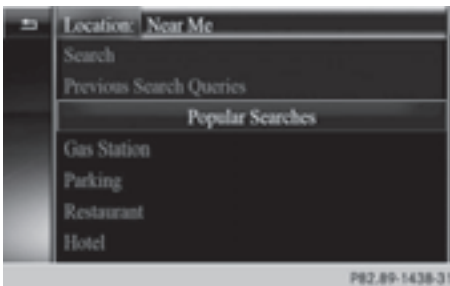 Location: Near Me
Search
Previous Search Queries
Popular Searches
Gas Station
Parking
Restaurant
Hotel
P82.89-1438-31